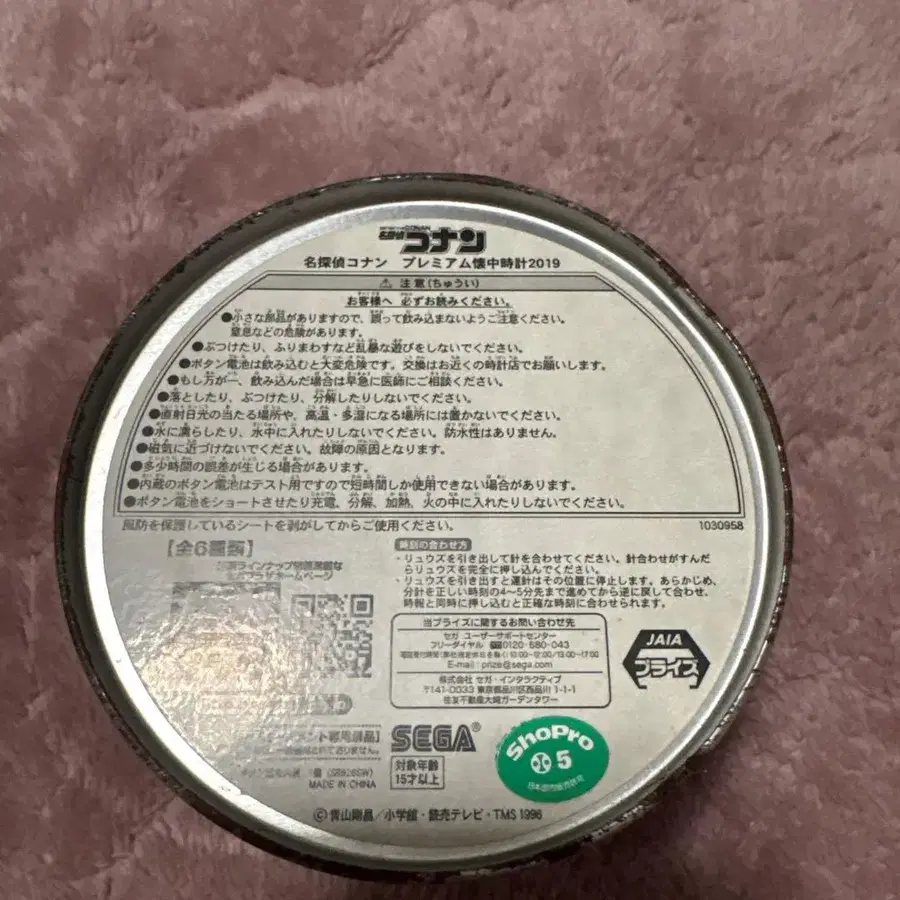 名探偵コナン
名探偵コナン プレミアム懐中時計2019
⚠ 注意(ちゅうい)
お客様へ 必ずお読みください。
●小さな部品がありますので、誤って飲み込まないようご注意ください。
窒息などの危険があります。
●ぶつけたり、ふりまわすなど乱暴な遊びをしないでください。
●ボタン電池は飲み込むと大変危険です。交換はお近くの時計店でお願いします。
●もし万が一、飲み込んだ場合は早急に医師にご相談ください。
●落としたり、ぶつけたり、分解したりしないでください。
●直射日光の当たる場所や、高温・多湿になる場所には置かないでください。
●水に濡らしたり、水中に入れたりしないでください。防水性はありません。
●磁気に近づけないでください。故障の原因となります。
●多少時間の誤差が生じる場合があります。
●内蔵のボタン電池はテスト用ですので短時間しか使用できない場合があります。
●ボタン電池をショートさせたり充電、分解、加熱、火の中に入れたりしないでください。
風防を保護しているシートを剥がしてからご使用ください。
1030958
【全6種類】
ホームページ
時刻の合わせ方
・リュウズを引き出して針を合わせてください。針合わせがすんだ
らリュウズを完全に押し込んでください。
・リュウズを引き出すと運針はその位置に停止します。あらかじめ、
分針を正しい時刻の4〜5分先まで進めてから逆に戻して合わせ、
時報と同時に押し込むと正確な時刻に合わせられます。
当プライズに関するお問い合わせ先
セガ ユーザーサポートセンター
フリーダイヤル 0120-680-043
E-mail : prize@sega.com
株式会社 セガ・インタラクティブ
〒141-0033 東京都品川区西品川 1-1-1
住友不動産大崎ガーデンタワー
JAIA
プライズ
SEGA®
対象年齢
15才以上
ShoPro
5
MADE IN CHINA
©青山剛昌/小学館・読売テレビ・TMS 1996